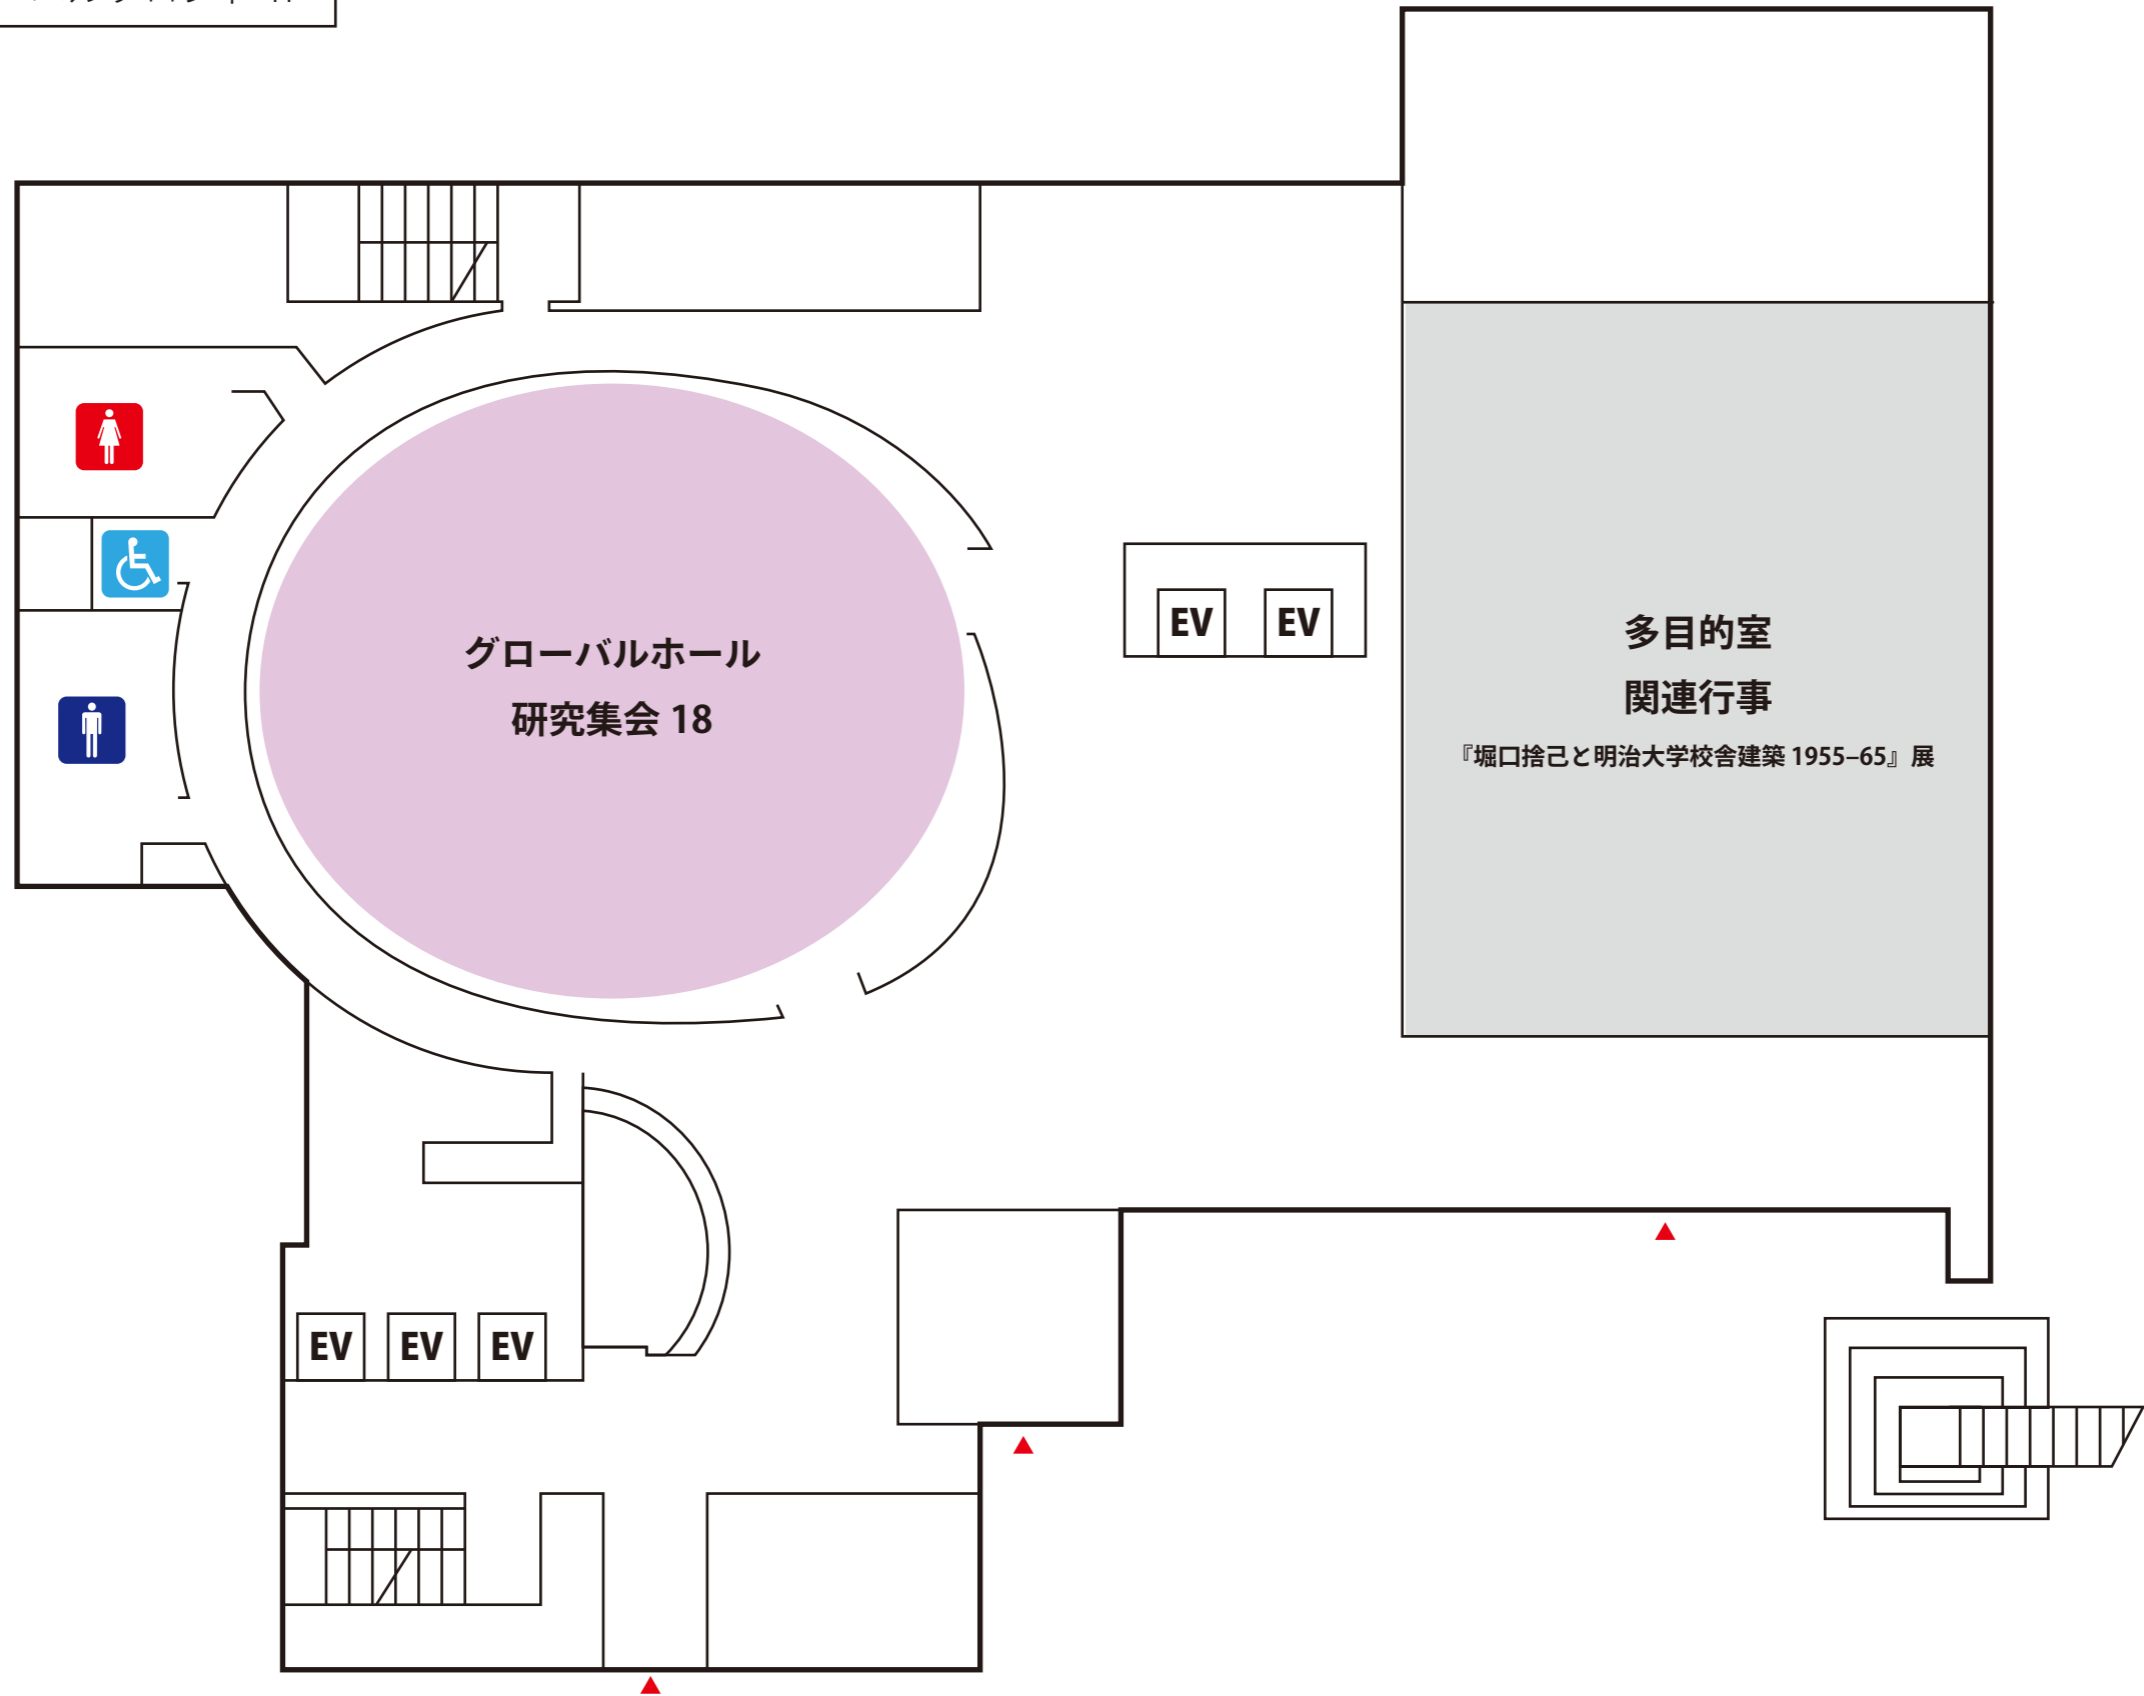 グローバルホール
研究集会 18
EV EV
多目的室
関連行事
『堀口捨己と明治大学校舎建築 1955–65』展
EV EV EV